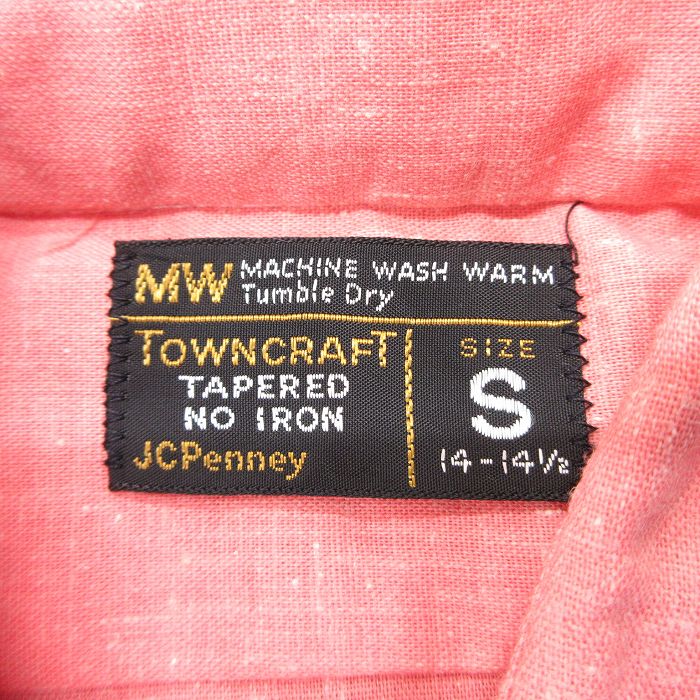 MW MACHINE WASH WARM
Tumble Dry
TOWNCRAFT
TAPERED
NO IRON
JCPenney
SIZE
S
14-14½